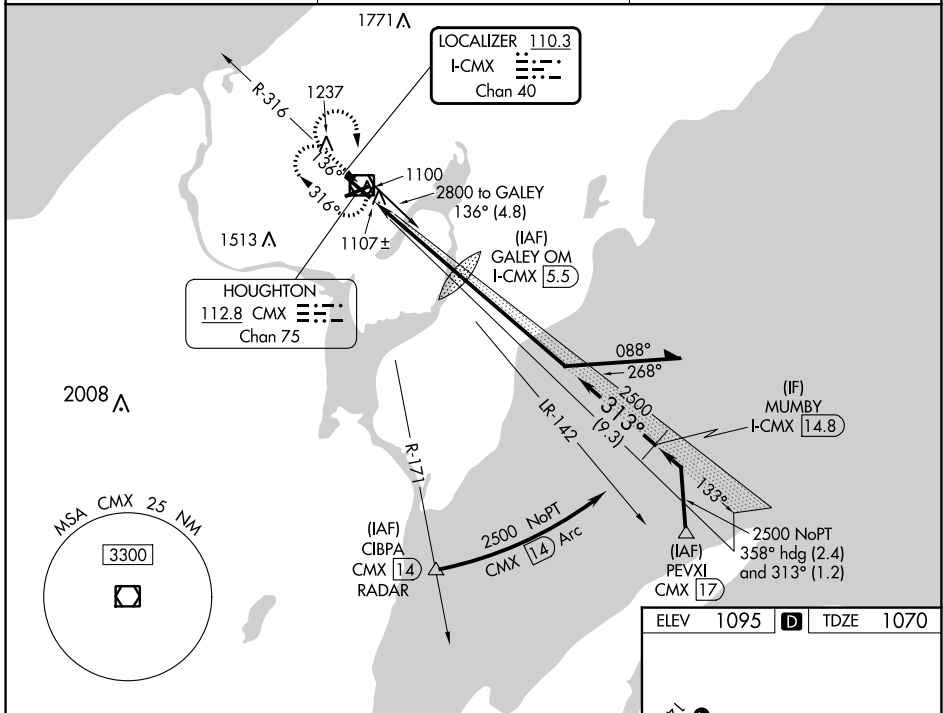 1771
LOCALIZER 110.3
I-CMX
Chan 40
R-316
1237
136°
316°
1100
2800 to GALEY
136° (4.8)
1107±
1513
(IAF)
GALEY OM
I-CMX 5.5
HOUGHTON
112.8 CMX
Chan 75
088°
268°
2500
313°
(9.3)
(IF)
MUMBY
I-CMX 14.8
2008
LR-142
R-171
133°
MSA CMX 25 NM
3300
(IAF)
CIBPA
CMX 14
RADAR
2500 NoPT
CMX 14 Arc
(IAF)
PEVXI
CMX 17
2500 NoPT
358° hdg (2.4)
and 313° (1.2)
ELEV 1095 D TDZE 1070